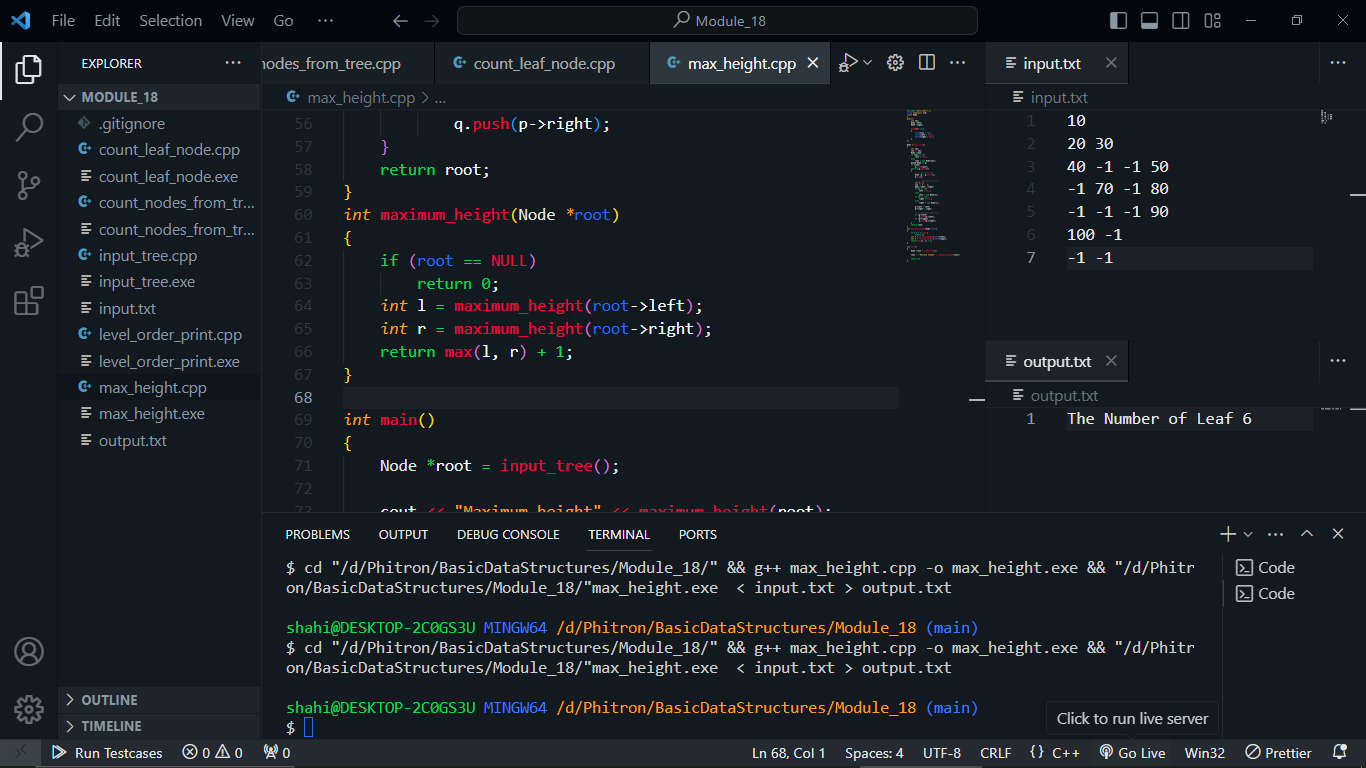 File Edit Selection View Go ··· Module_18
EXPLORER ···
MODULE_18
.gitignore
count_leaf_node.cpp
count_leaf_node.exe
count_nodes_from_tr...
count_nodes_from_tr...
input_tree.cpp
input_tree.exe
input.txt
level_order_print.cpp
level_order_print.exe
max_height.cpp
max_height.exe
output.txt
OUTLINE
TIMELINE
nodes_from_tree.cpp count_leaf_node.cpp max_height.cpp
max_height.cpp > ...
56 q.push(p->right);
57 }
58 return root;
59 }
60 int maximum_height(Node *root)
61 {
62 if (root == NULL)
63 return 0;
64 int l = maximum_height(root->left);
65 int r = maximum_height(root->right);
66 return max(l, r) + 1;
67 }
68
69 int main()
70 {
71 Node *root = input_tree();
72
73 cout << "Maximum height" << maximum_height(root);
input.txt
input.txt
1 10
2 20 30
3 40 -1 -1 50
4 -1 70 -1 80
5 -1 -1 -1 90
6 100 -1
7 -1 -1
output.txt
output.txt
1 The Number of Leaf 6
PROBLEMS OUTPUT DEBUG CONSOLE TERMINAL PORTS
$ cd "/d/Phitron/BasicDataStructures/Module_18/" && g++ max_height.cpp -o max_height.exe && "/d/Phitr
on/BasicDataStructures/Module_18/"max_height.exe < input.txt > output.txt
shahi@DESKTOP-2C0GS3U MINGW64 /d/Phitron/BasicDataStructures/Module_18 (main)
$ cd "/d/Phitron/BasicDataStructures/Module_18/" && g++ max_height.cpp -o max_height.exe && "/d/Phitr
on/BasicDataStructures/Module_18/"max_height.exe < input.txt > output.txt
shahi@DESKTOP-2C0GS3U MINGW64 /d/Phitron/BasicDataStructures/Module_18 (main)
$
Code
Code
Click to run live server
Run Testcases 0 0 0 Ln 68, Col 1 Spaces: 4 UTF-8 CRLF {} C++ Go Live Win32 Prettier